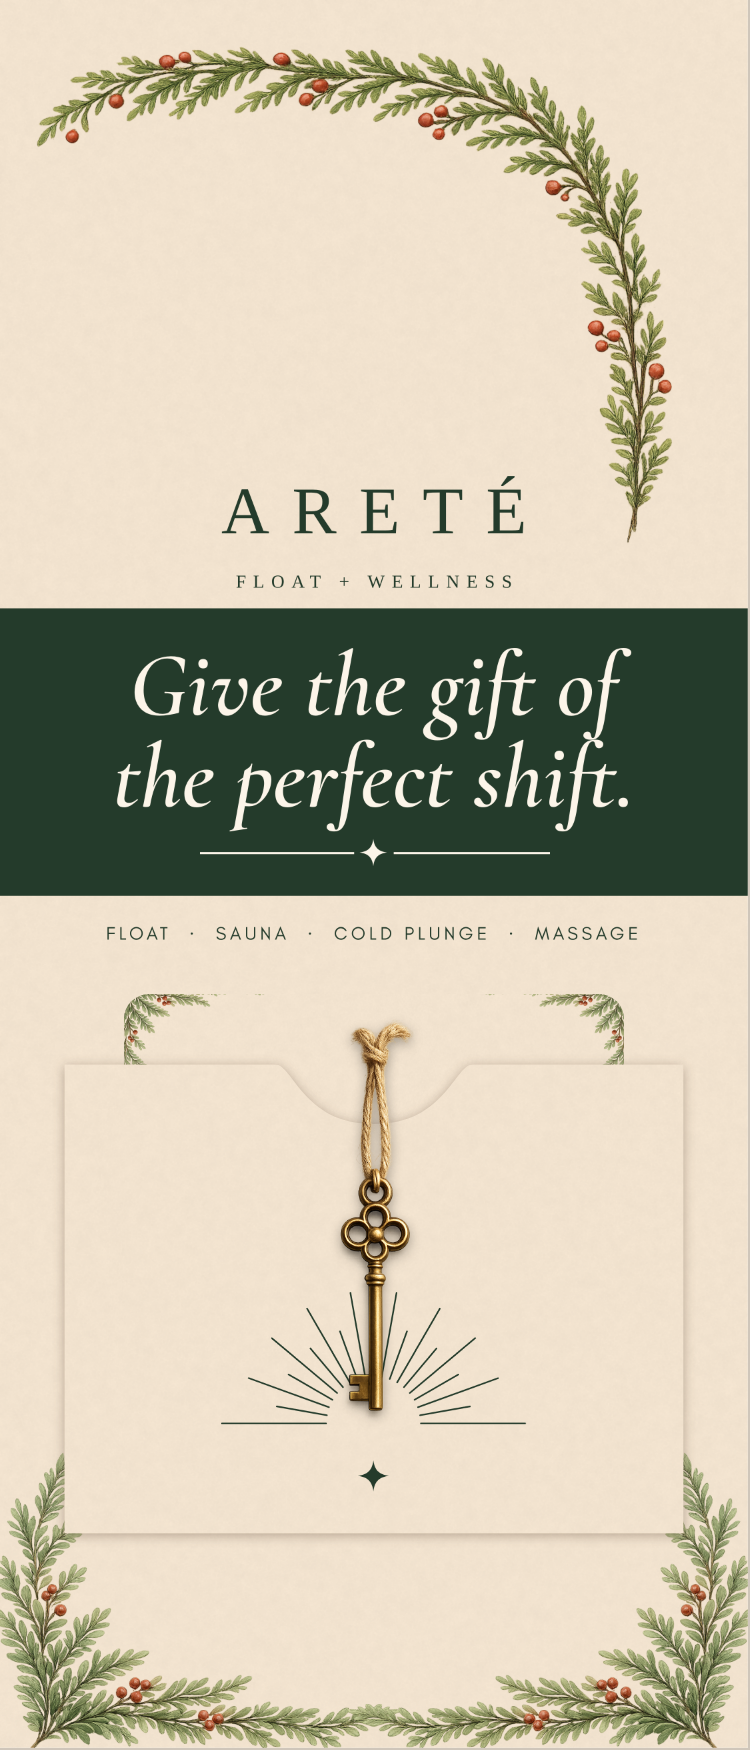 ARETÉ
FLOAT + WELLNESS
Give the gift of
the perfect shift.
FLOAT · SAUNA · COLD PLUNGE · MASSAGE